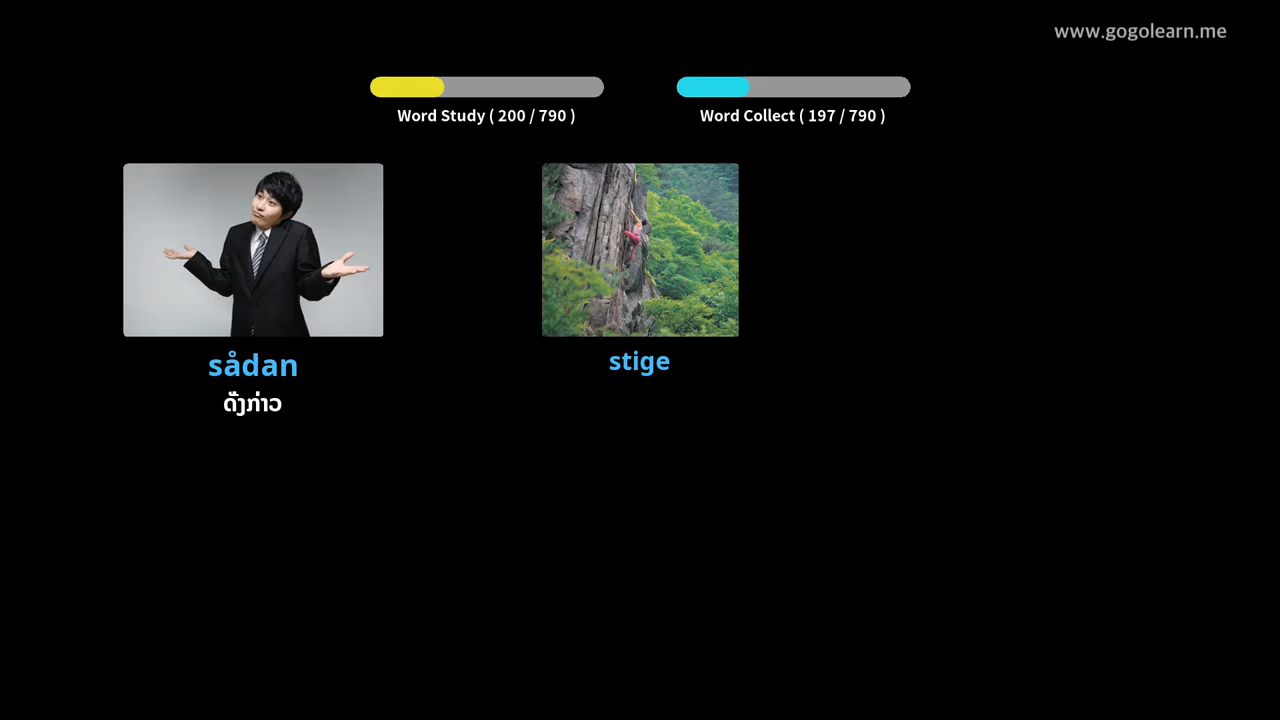 www.gogolearn.me
Word Study ( 200 / 790 )
Word Collect ( 197 / 790 )
sådan
ດັ່ງກ່າວ
stige